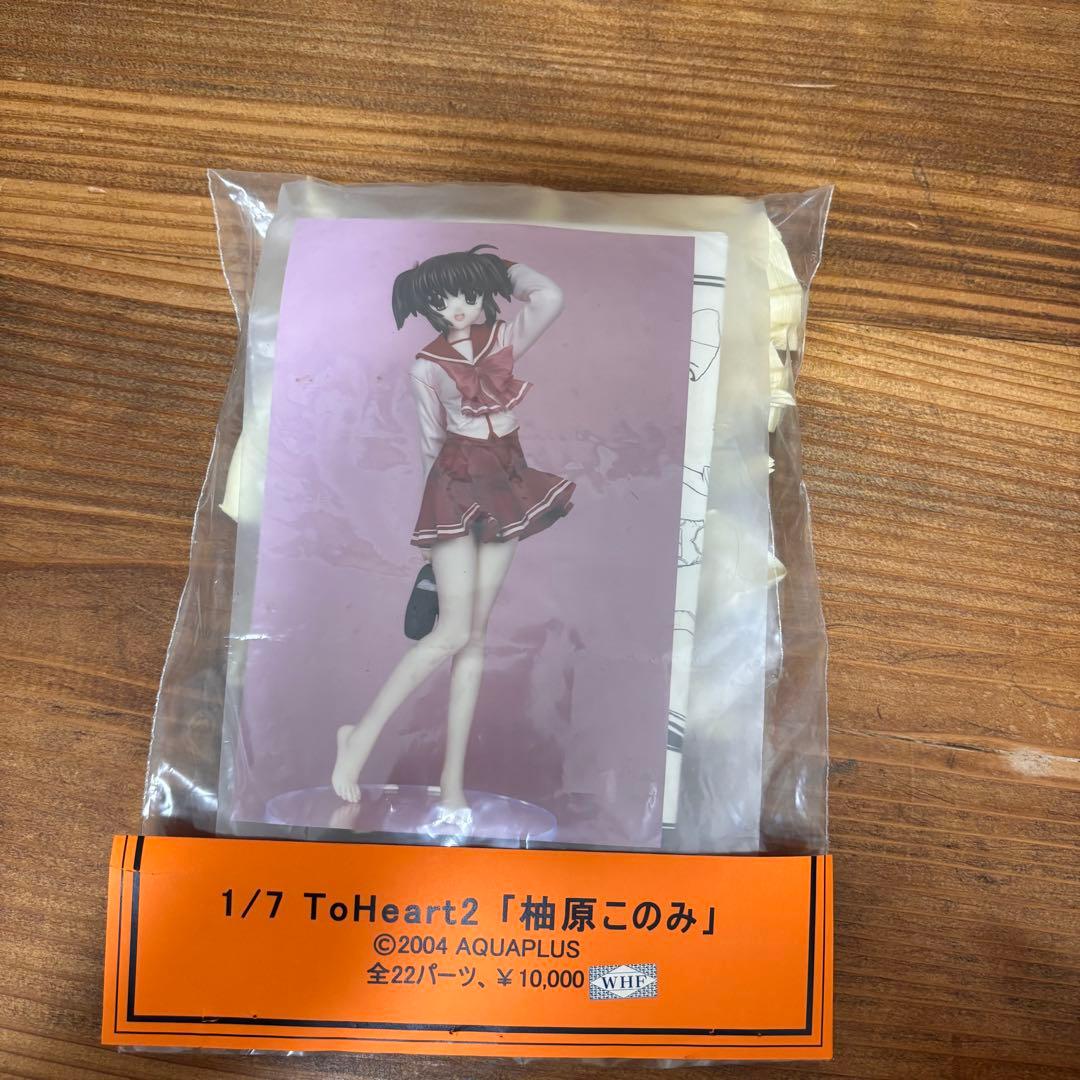 1/7 ToHeart2「柚原このみ」
©2004 AQUAPLUS
全22パーツ、￥10,000 WHF